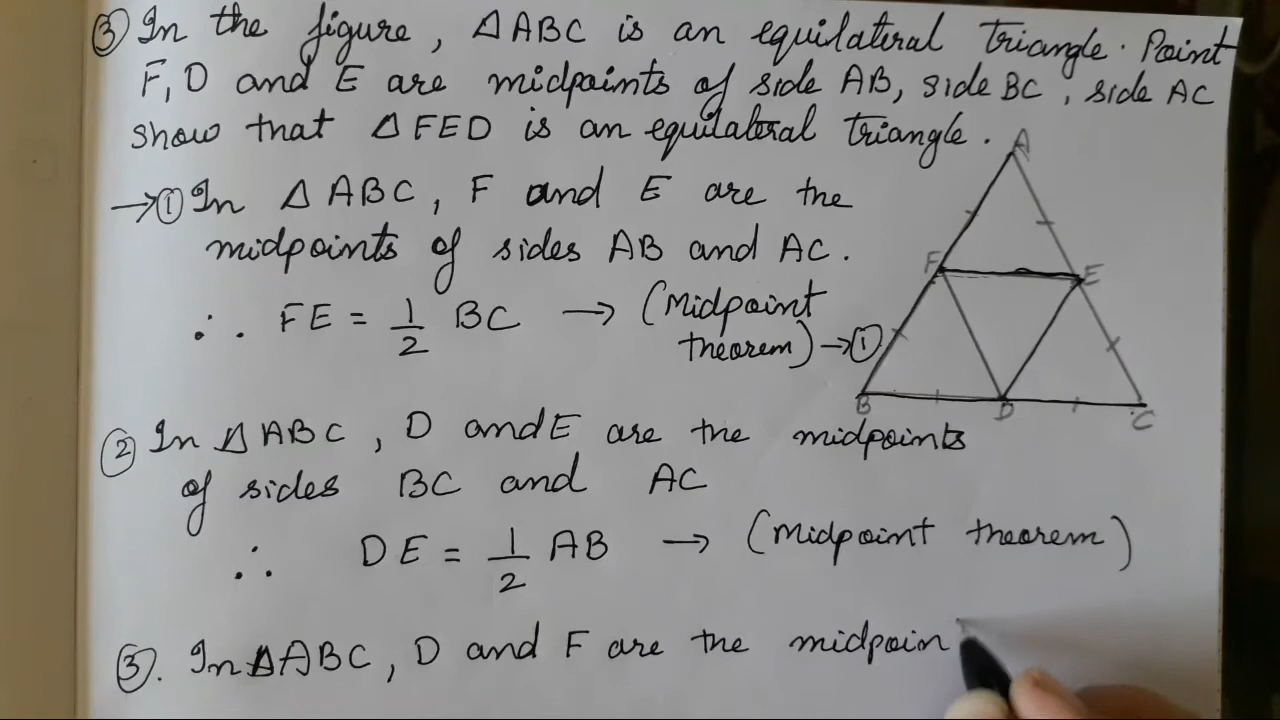 ③ In the figure, △ABC is an equilateral triangle. Point
F, D and E are midpoints of side AB, side BC, side AC
show that △FED is an equilateral triangle.
→① In △ABC, F and E are the
midpoints of sides AB and AC.
∴ FE = 1/2 BC → (Midpoint
theorem) → ①
② In △ABC, D and E are the midpoints
of sides BC and AC
∴ DE = 1/2 AB → (Midpoint theorem)
③. In △ABC, D and F are the midpoin
A
F E
B D C